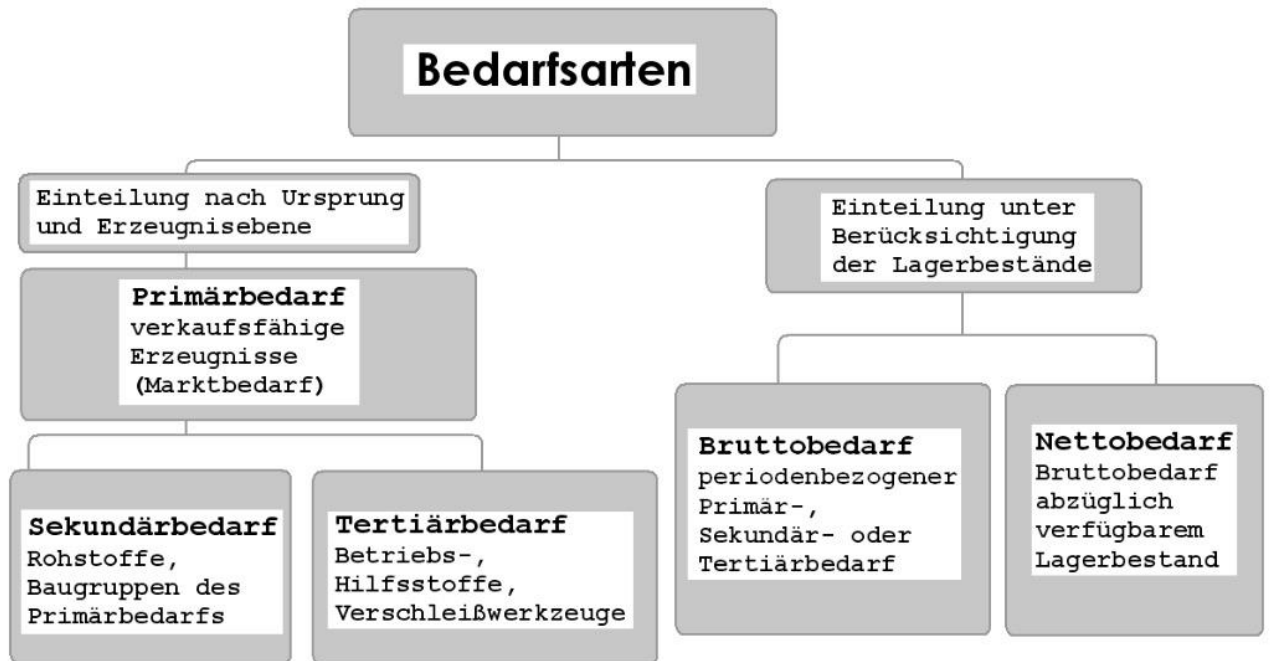 Bedarfsarten
Einteilung nach Ursprung
und Erzeugnisebene
Primärbedarf
verkaufsfähige
Erzeugnisse
(Marktbedarf)
Sekundärbedarf
Rohstoffe,
Baugruppen des
Primärbedarfs
Tertiärbedarf
Betriebs-,
Hilfsstoffe,
Verschleißwerkzeuge
Einteilung unter
Berücksichtigung
der Lagerbestände
Bruttobedarf
periodenbezogener
Primär-,
Sekundär- oder
Tertiärbedarf
Nettobedarf
Bruttobedarf
abzüglich
verfügbarem
Lagerbestand